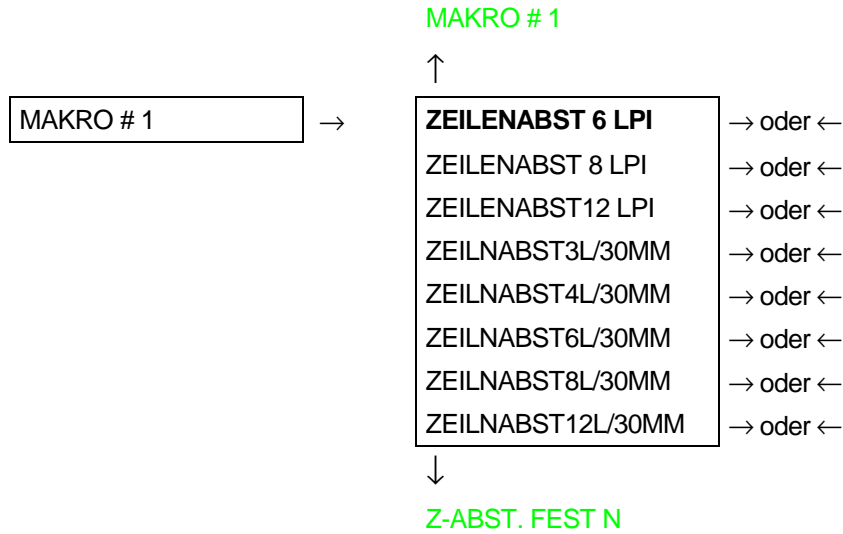 MAKRO # 1
↑
MAKRO # 1 → ZEILENABST 6 LPI → oder ←
ZEILENABST 8 LPI → oder ←
ZEILENABST12 LPI → oder ←
ZEILNABST3L/30MM → oder ←
ZEILNABST4L/30MM → oder ←
ZEILNABST6L/30MM → oder ←
ZEILNABST8L/30MM → oder ←
ZEILNABST12L/30MM → oder ←
↓
Z-ABST. FEST N